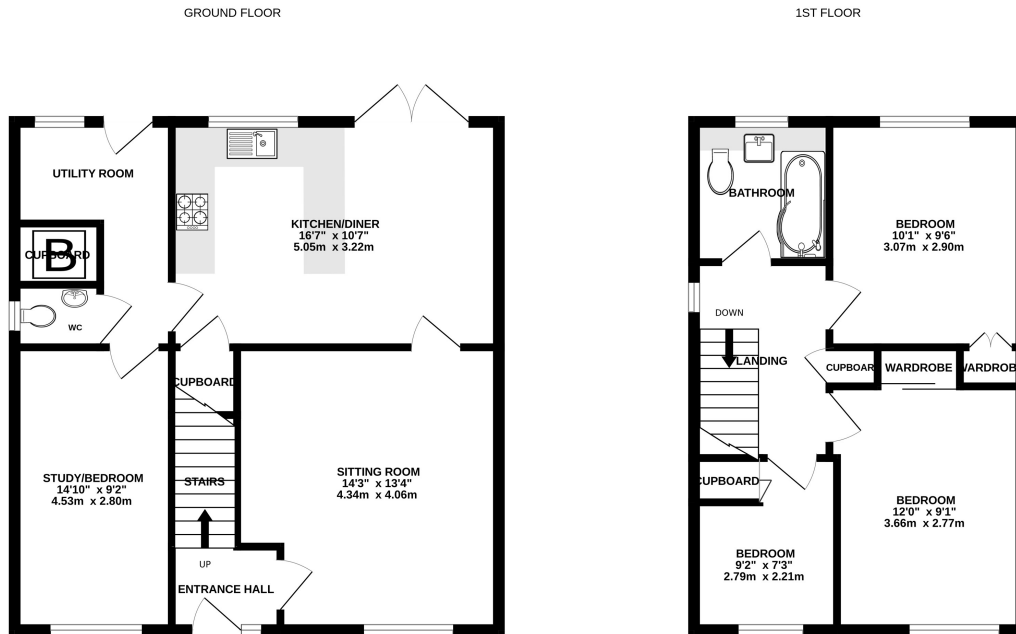 GROUND FLOOR
UTILITY ROOM
KITCHEN/DINER
16'7" x 10'7"
5.05m x 3.22m
B
CUPBOARD
WC
CUPBOARD
STUDY/BEDROOM
14'10" x 9'2"
4.53m x 2.80m
STAIRS
SITTING ROOM
14'3" x 13'4"
4.34m x 4.06m
UP
ENTRANCE HALL
1ST FLOOR
BATHROOM
BEDROOM
10'1" x 9'6"
3.07m x 2.90m
DOWN
LANDING
CUPBOAR
WARDROBE
WARDROB
CUPBOARD
BEDROOM
12'0" x 9'1"
3.66m x 2.77m
BEDROOM
9'2" x 7'3"
2.79m x 2.21m